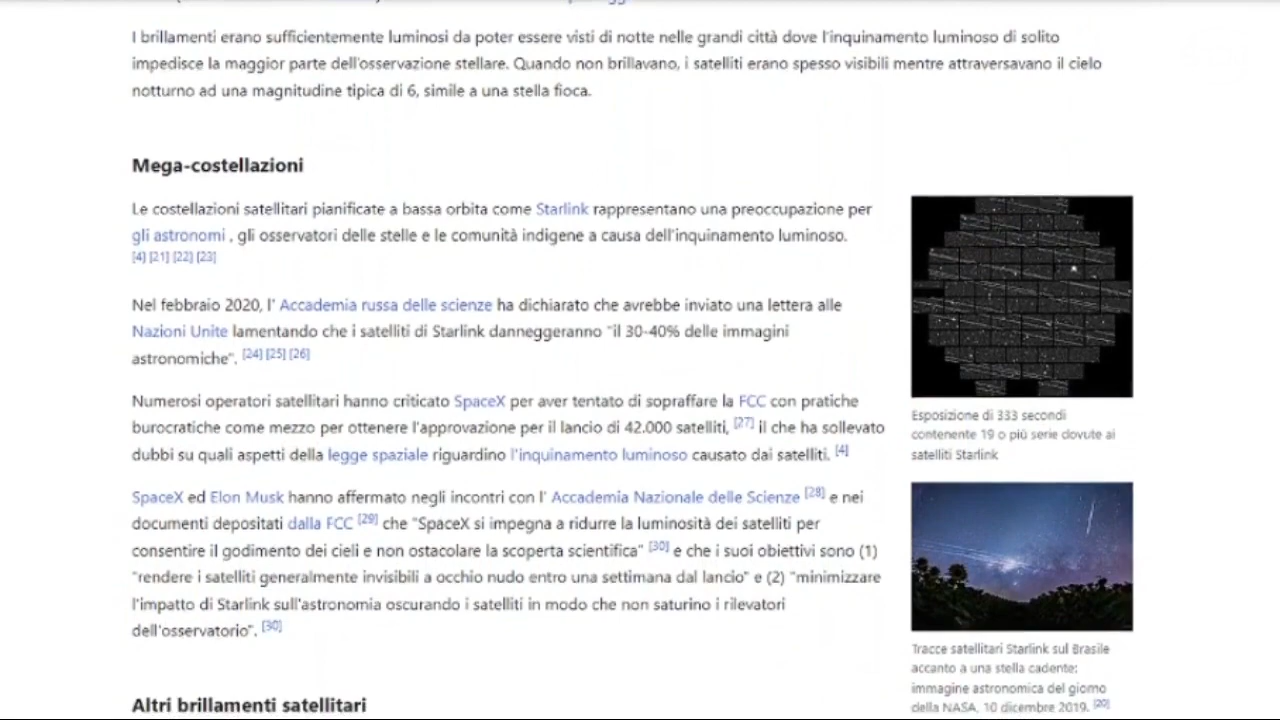 I brillamenti erano sufficientemente luminosi da poter essere visti di notte nelle grandi città dove l'inquinamento luminoso di solito
impedisce la maggior parte dell'osservazione stellare. Quando non brillavano, i satelliti erano spesso visibili mentre attraversavano il cielo
notturno ad una magnitudine tipica di 6, simile a una stella fioca.
Mega-costellazioni
Le costellazioni satellitari pianificate a bassa orbita come Starlink rappresentano una preoccupazione per
gli astronomi , gli osservatori delle stelle e le comunità indigene a causa dell'inquinamento luminoso.
[4] [21] [22] [23]
Nel febbraio 2020, l' Accademia russa delle scienze ha dichiarato che avrebbe inviato una lettera alle
Nazioni Unite lamentando che i satelliti di Starlink danneggeranno "il 30-40% delle immagini
astronomiche". [24] [25] [26]
Numerosi operatori satellitari hanno criticato SpaceX per aver tentato di sopraffare la FCC con pratiche
burocratiche come mezzo per ottenere l'approvazione per il lancio di 42.000 satelliti, [27] il che ha sollevato
dubbi su quali aspetti della legge spaziale riguardino l'inquinamento luminoso causato dai satelliti. [4]
SpaceX ed Elon Musk hanno affermato negli incontri con l' Accademia Nazionale delle Scienze [28] e nei
documenti depositati dalla FCC [29] che "SpaceX si impegna a ridurre la luminosità dei satelliti per
consentire il godimento dei cieli e non ostacolare la scoperta scientifica" [30] e che i suoi obiettivi sono (1)
"rendere i satelliti generalmente invisibili a occhio nudo entro una settimana dal lancio" e (2) "minimizzare
l'impatto di Starlink sull'astronomia oscurando i satelliti in modo che non saturino i rilevatori
dell'osservatorio". [30]
Esposizione di 333 secondi
contenente 19 o più serie dovute ai
satelliti Starlink
Tracce satellitari Starlink sul Brasile
accanto a una stella cadente:
immagine astronomica del giorno
della NASA, 10 dicembre 2019. [20]
Altri brillamenti satellitari